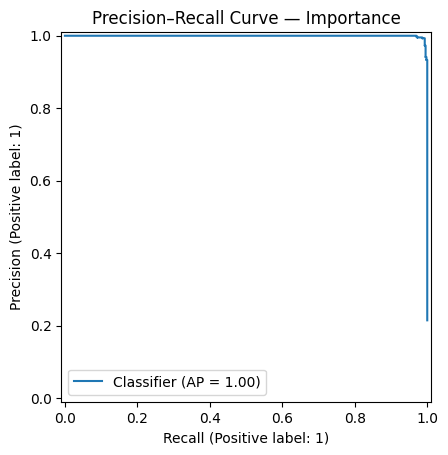 Precision–Recall Curve — Importance
Precision (Positive label: 1)
1.0
0.8
0.6
0.4
0.2
0.0
Classifier (AP = 1.00)
0.0 0.2 0.4 0.6 0.8 1.0
Recall (Positive label: 1)